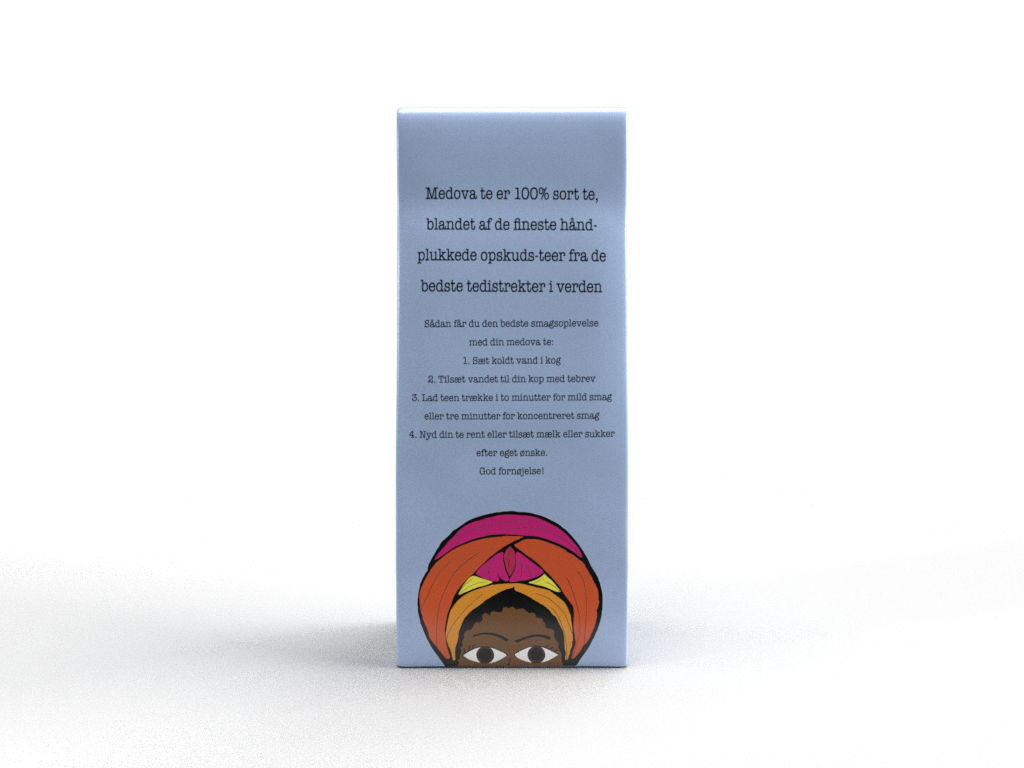 Medova te er 100% sort te,
blandet af de fineste hånd-
plukkede opskuds-teer fra de
bedste tedistrekter i verden
Sådan får du den bedste smagsoplevelse
med din medova te:
1. Sæt koldt vand i kog
2. Tilsæt vandet til din kop med tebrev
3. Lad teen trække i to minutter for mild smag
eller tre minutter for koncentreret smag
4. Nyd din te rent eller tilsæt mælk eller sukker
efter eget ønske.
God fornøjelse!